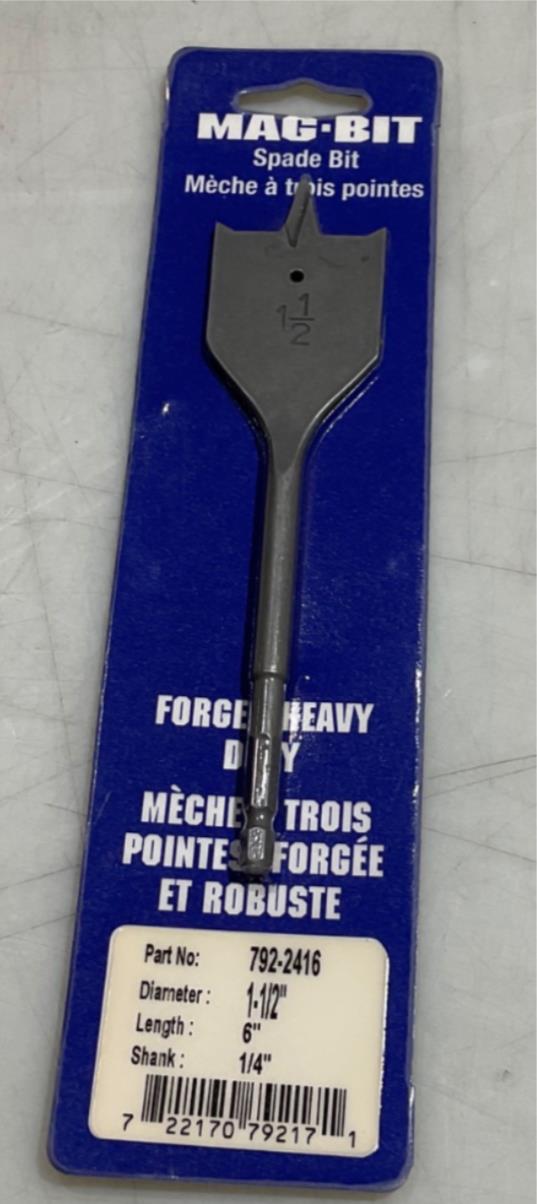 MAG·BIT
Spade Bit
Mèche à trois pointes
1 1/2
FORGE HEAVY
D Y
MÈCHE TROIS
POINTES FORGÉE
ET ROBUSTE
Part No: 792-2416
Diameter : 1-1/2"
Length : 6"
Shank : 1/4"
7 22170 79217 1